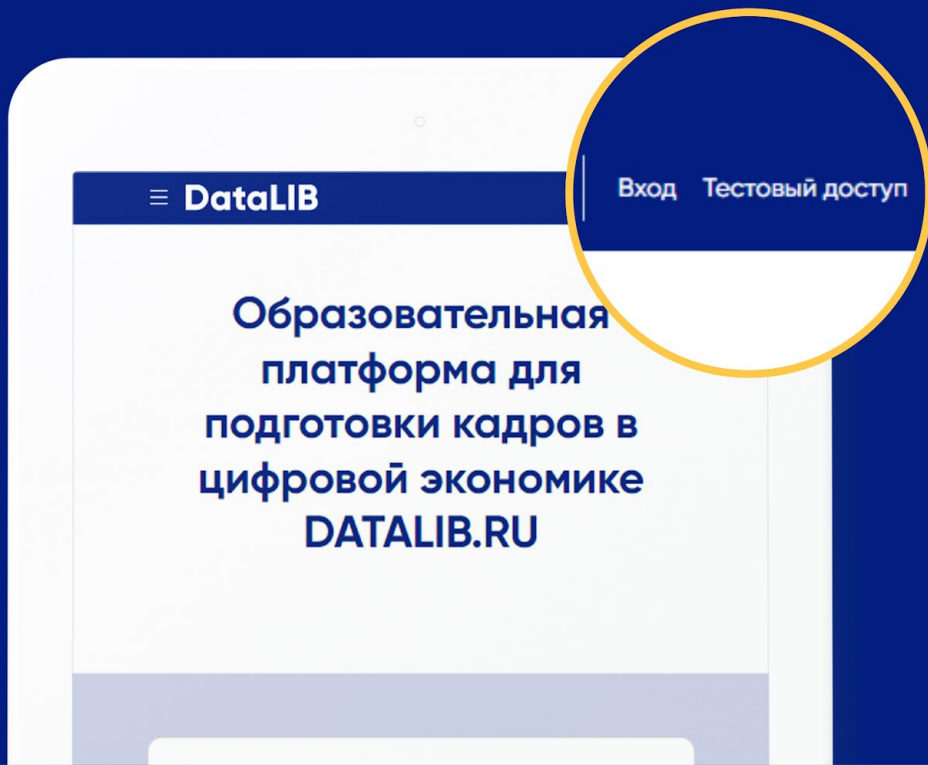 DataLIB
Вход Тестовый доступ
Образовательная
платформа для
подготовки кадров в
цифровой экономике
DATALIB.RU